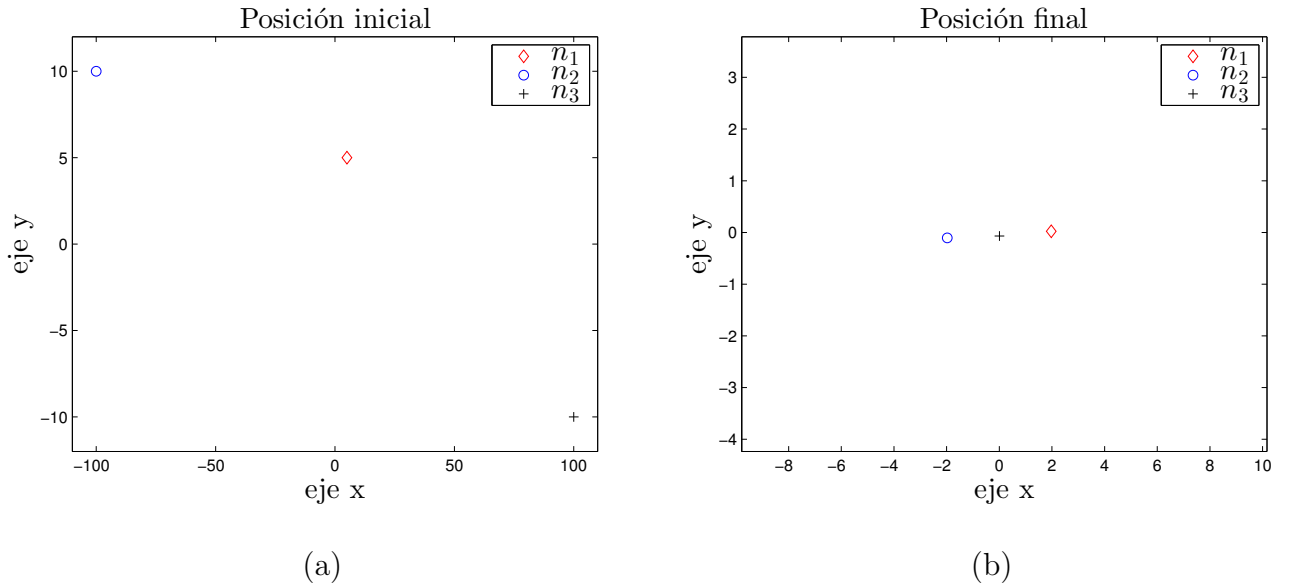 Posición inicial
n1
n2
n3
10
5
0
−5
−10
eje y
−100
−50
0
50
100
eje x
(a)
Posición final
n1
n2
n3
3
2
1
0
−1
−2
−3
−4
eje y
−8
−6
−4
−2
0
2
4
6
8
10
eje x
(b)